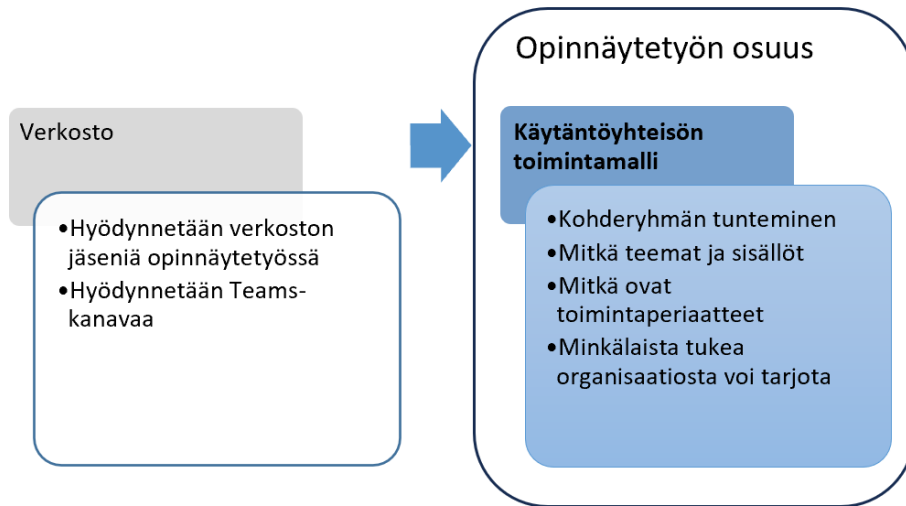 Opinnäytetyön osuus
Verkosto
•Hyödynnetään verkoston
jäseniä opinnäytetyössä
•Hyödynnetään Teams-
kanavaa
Käytäntöyhteisön
toimintamalli
•Kohderyhmän tunteminen
•Mitkä teemat ja sisällöt
•Mitkä ovat
toimintaperiaatteet
•Minkälaista tukea
organisaatiosta voi tarjota